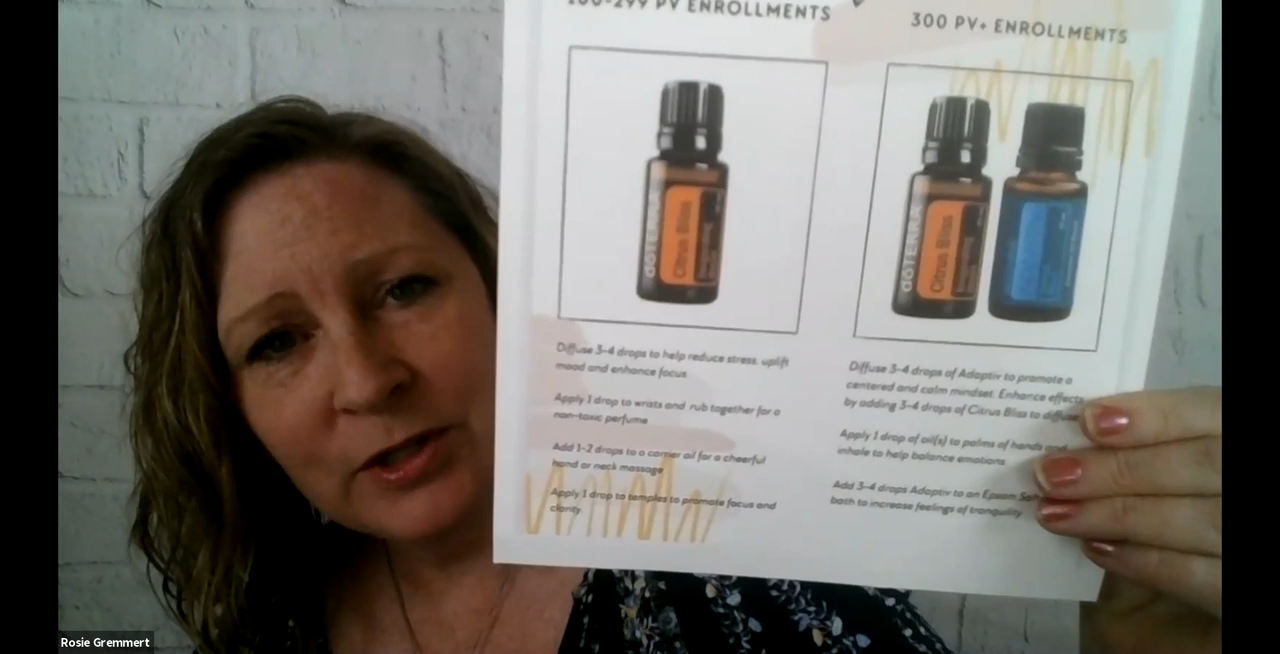 100-299 PV ENROLLMENTS
dōTERRA
Citrus Bliss
Diffuse 3-4 drops to help reduce stress, uplift
mood and enhance focus
Apply 1 drop to wrists and rub together for a
non-toxic perfume
Add 1-2 drops to a carrier oil for a cheerful
hand or neck massage
Apply 1 drop to temples to promote focus and
clarity
300 PV+ ENROLLMENTS
dōTERRA
Citrus Bliss
Diffuse 3-4 drops of Adaptiv to promote a
centered and calm mindset. Enhance effects
by adding 3-4 drops of Citrus Bliss to diffuser
Apply 1 drop of oil(s) to palms of hands and
inhale to help balance emotions
Add 3-4 drops Adaptiv to an Epsom Salt
bath to increase feelings of tranquility
Rosie Gremmert